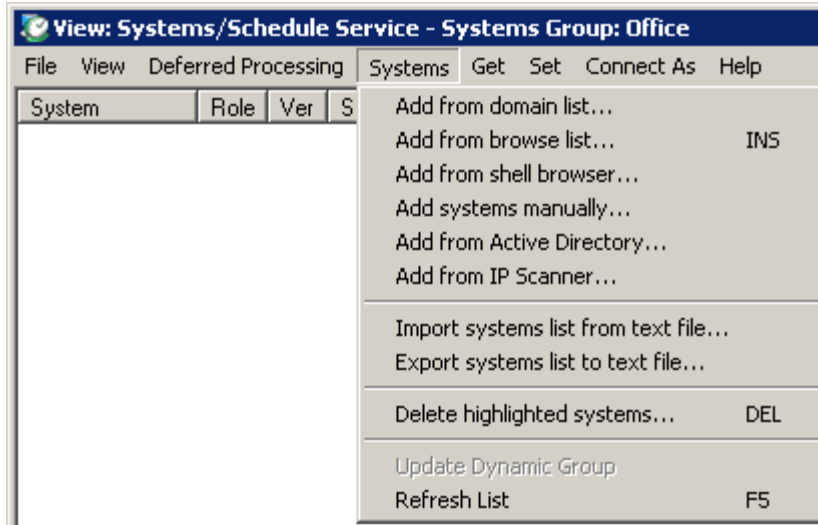 View: Systems/Schedule Service - Systems Group: Office
File View Deferred Processing Systems Get Set Connect As Help
System Role Ver S
Add from domain list...
Add from browse list... INS
Add from shell browser...
Add systems manually...
Add from Active Directory...
Add from IP Scanner...
Import systems list from text file...
Export systems list to text file...
Delete highlighted systems... DEL
Update Dynamic Group
Refresh List F5